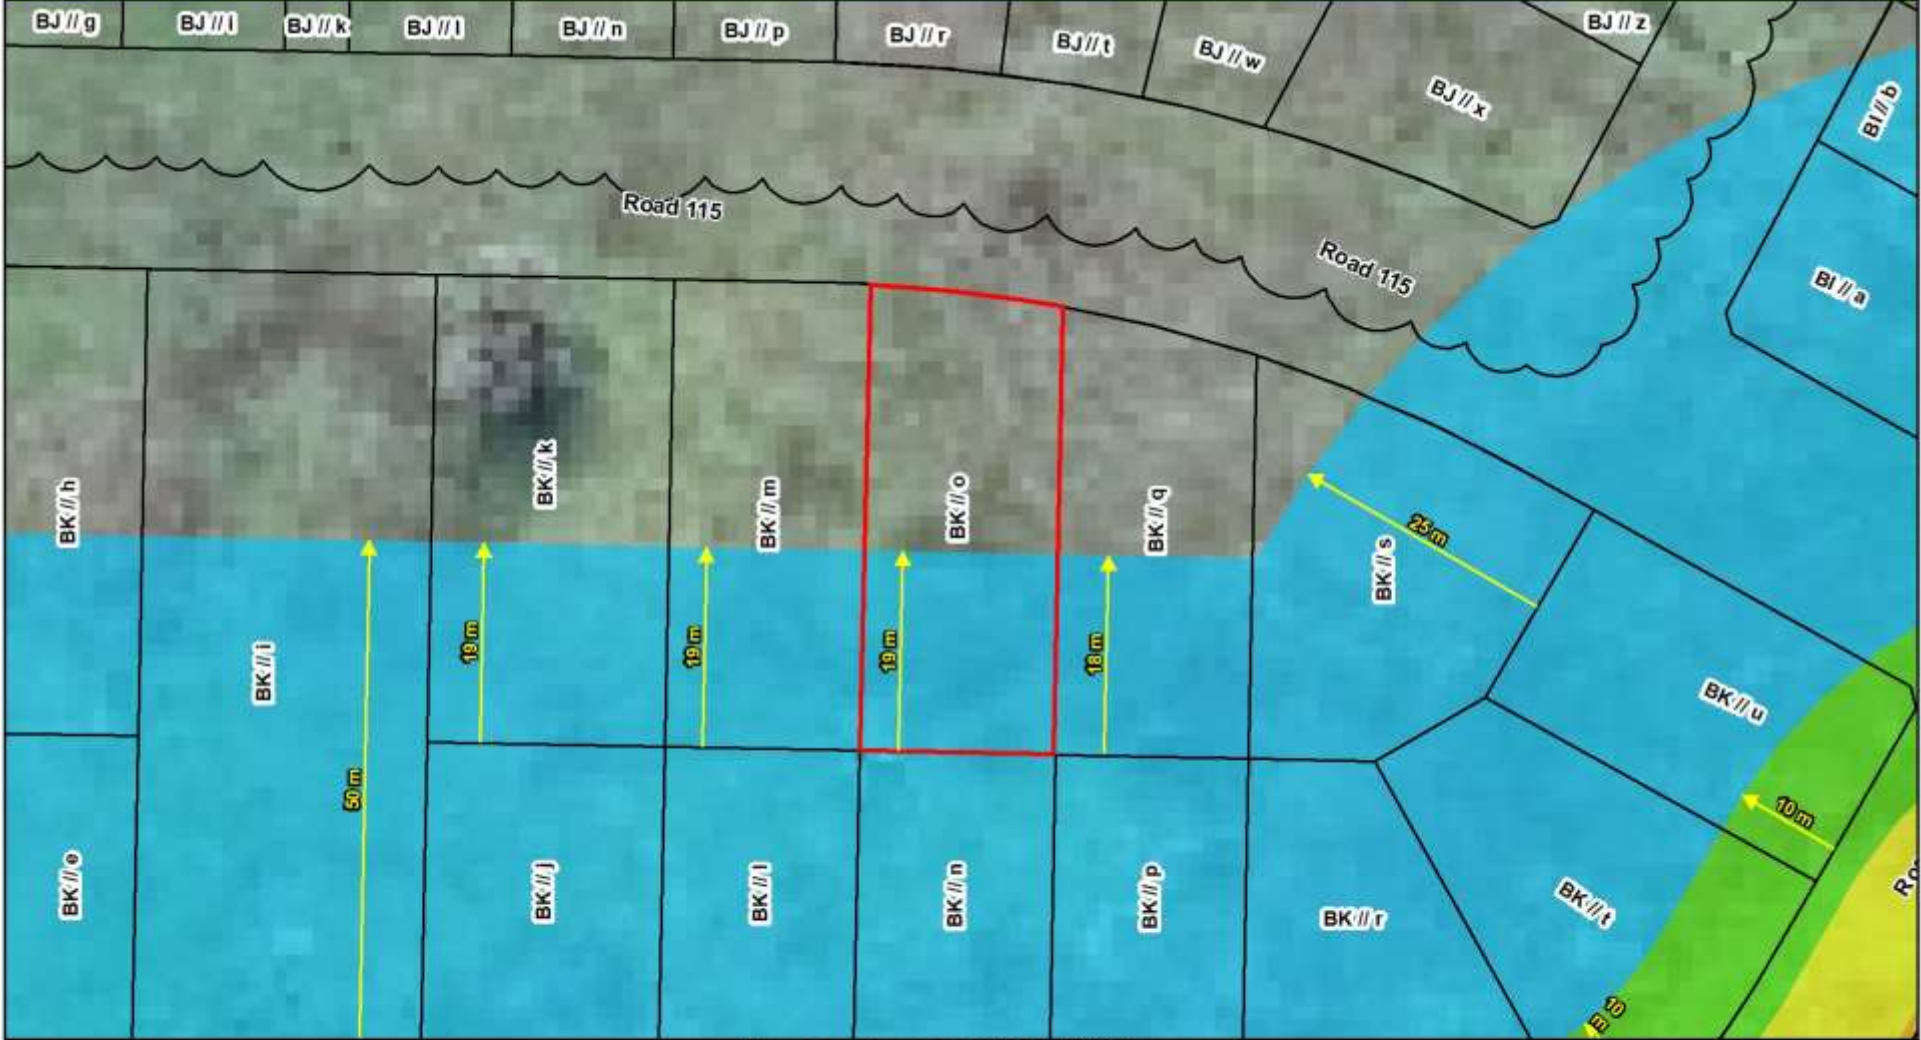 BJ // g
BJ // i
BJ // k
BJ // l
BJ // n
BJ // p
BJ // r
BJ // t
BJ // w
BJ // x
BJ // z
BI // b
BI // a
Road 115
Road 115
BK // h
BK // k
BK // m
BK // o
BK // q
BK // s
25 m
BK // i
50 m
19 m
19 m
19 m
18 m
BK // u
10 m
BK // e
BK // j
BK // l
BK // n
BK // p
BK // r
BK // t
10
m